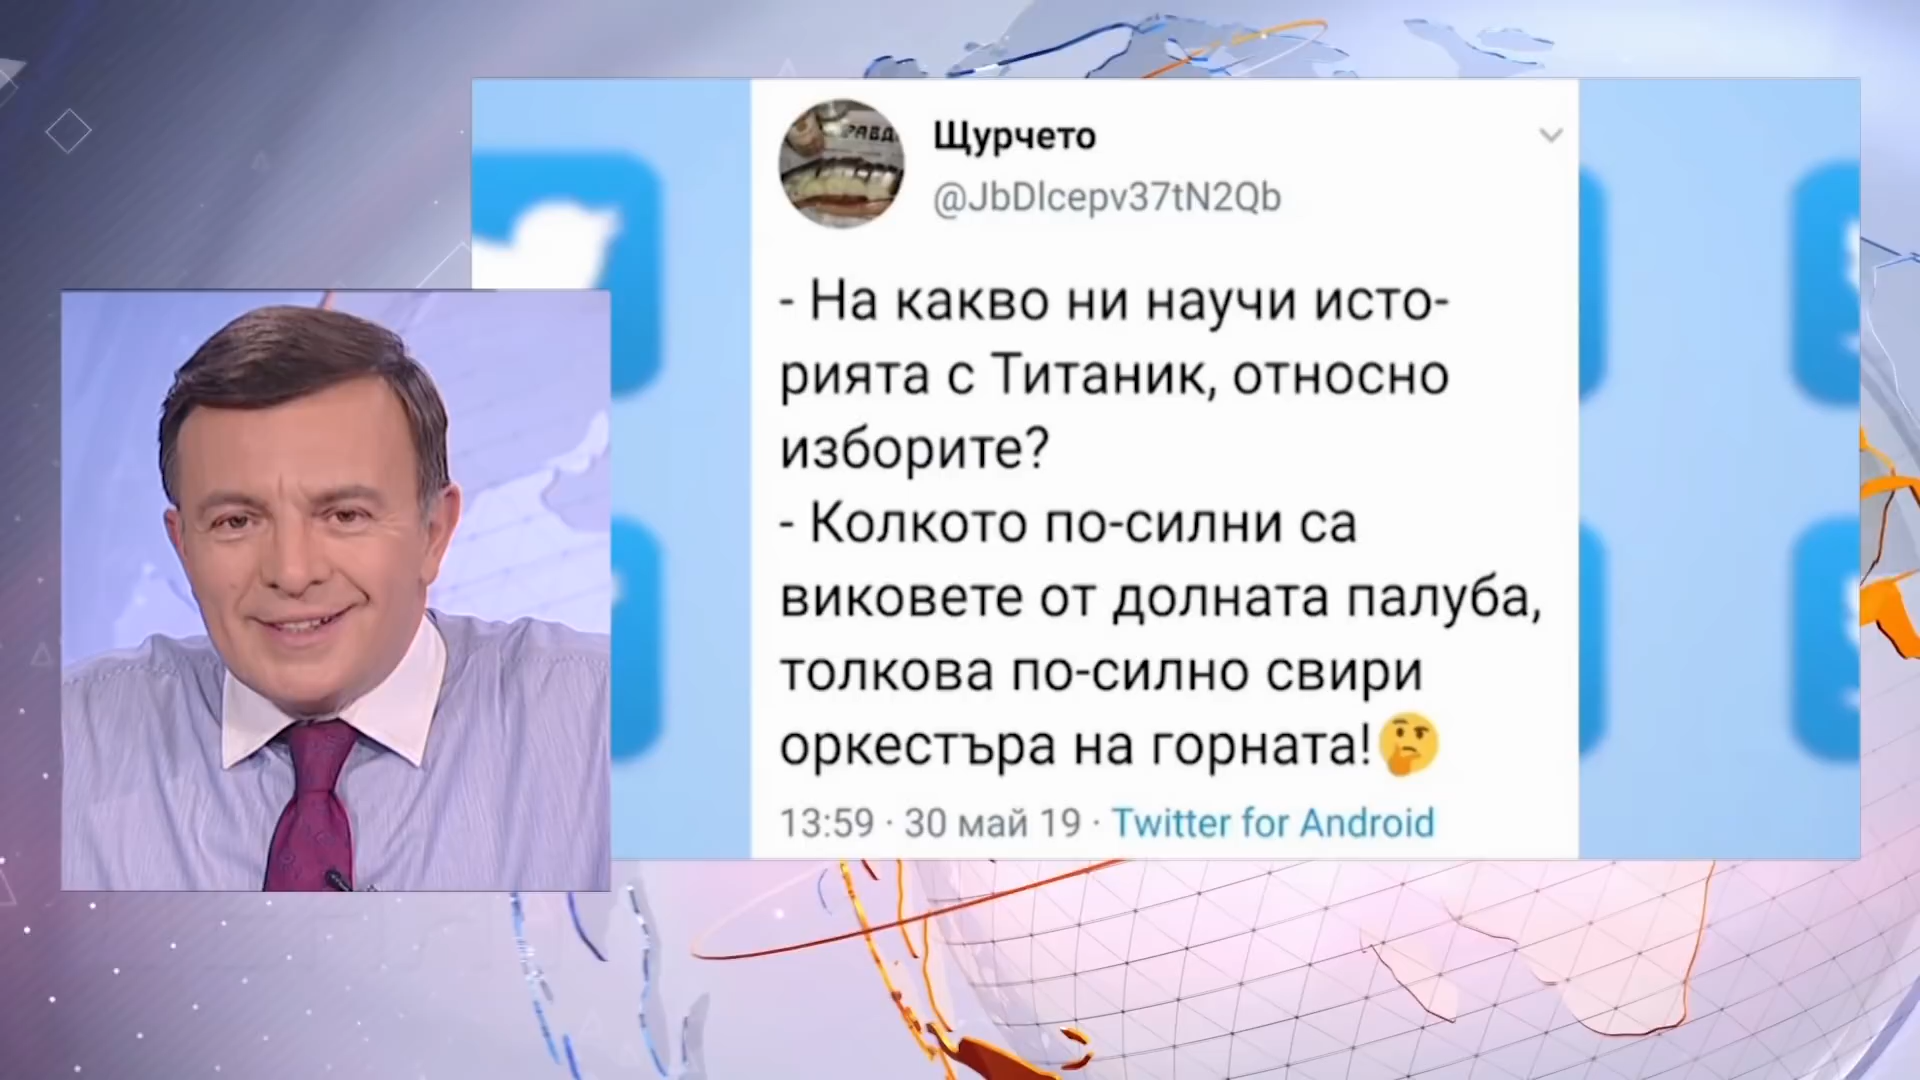 РАВД
Щурчето
@JbDlcepv37tN2Qb
- На какво ни научи исто-
рията с Титаник, относно
изборите?
- Колкото по-силни са
виковете от долната палуба,
толкова по-силно свири
оркестъра на горната!🤔
13:59 · 30 май 19 · Twitter for Android